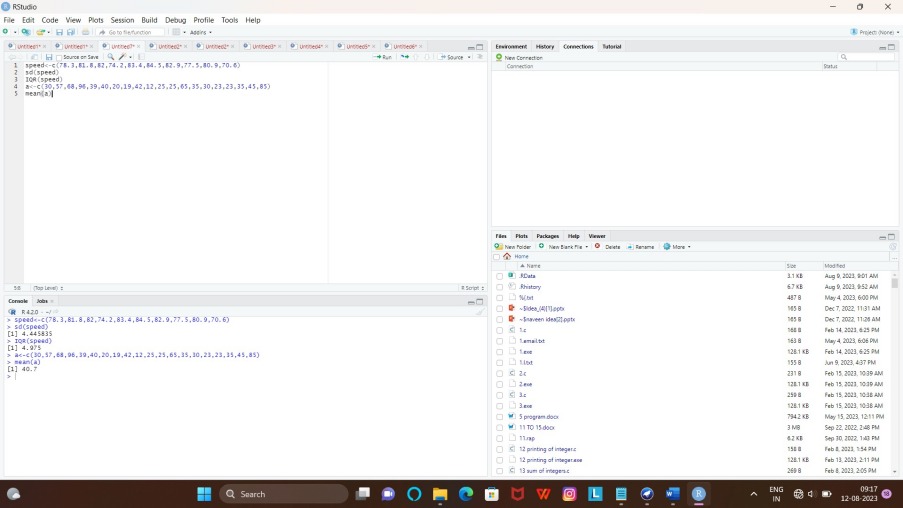 RStudio
File Edit Code View Plots Session Build Debug Profile Tools Help
Go to file/function Addins Project: (None)
Untitled1* Untitled1* Untitled7* Untitled2* Untitled2* Untitled3* Untitled4* Untitled5* Untitled6*
Source on Save Run Source
1 speed<-c(78.3,81.8,82,74.2,83.4,84.5,82.9,77.5,80.9,70.6)
2 sd(speed)
3 IQR(speed)
4 a<-c(30,57,68,96,39,40,20,19,42,12,25,25,65,35,30,23,23,35,45,85)
5 mean(a)
5:8 (Top Level) R Script
Console Jobs
R 4.2.0 · ~/
> speed<-c(78.3,81.8,82,74.2,83.4,84.5,82.9,77.5,80.9,70.6)
> sd(speed)
[1] 4.445835
> IQR(speed)
[1] 4.975
> a<-c(30,57,68,96,39,40,20,19,42,12,25,25,65,35,30,23,23,35,45,85)
> mean(a)
[1] 40.7
>
Environment History Connections Tutorial
New Connection
Connection Status
Files Plots Packages Help Viewer
New Folder New Blank File Delete Rename More
Home
Name Size Modified
.RData 3.1 KB Aug 9, 2023, 9:01 AM
.Rhistory 6.7 KB Aug 9, 2023, 9:52 AM
%(.txt 487 B May 4, 2023, 6:00 PM
~$Idea_(4)[1].pptx 165 B Dec 7, 2022, 11:31 AM
~$naveen idea[2].pptx 165 B Dec 7, 2022, 11:26 AM
1.c 168 B Feb 14, 2023, 6:25 PM
1.email.txt 163 B May 4, 2023, 6:06 PM
1.exe 128.1 KB Feb 14, 2023, 6:25 PM
1.t.txt 155 B Jun 9, 2023, 4:37 PM
2.c 231 B Feb 15, 2023, 10:39 AM
2.exe 128.1 KB Feb 15, 2023, 10:39 AM
3.c 259 B Feb 15, 2023, 10:38 AM
3.exe 128.1 KB Feb 15, 2023, 10:38 AM
5 program.docx 794.2 KB May 15, 2023, 12:11 PM
11 TO 15.docx 3 MB Sep 22, 2022, 2:48 PM
11.rap 6.2 KB Sep 30, 2022, 1:43 PM
12 printing of integer.c 158 B Feb 8, 2023, 1:54 PM
12 printing of integer.exe 128.1 KB Feb 13, 2023, 2:11 PM
13 sum of integers.c 269 B Feb 8, 2023, 2:05 PM
Search
ENG
IN
09:17
12-08-2023